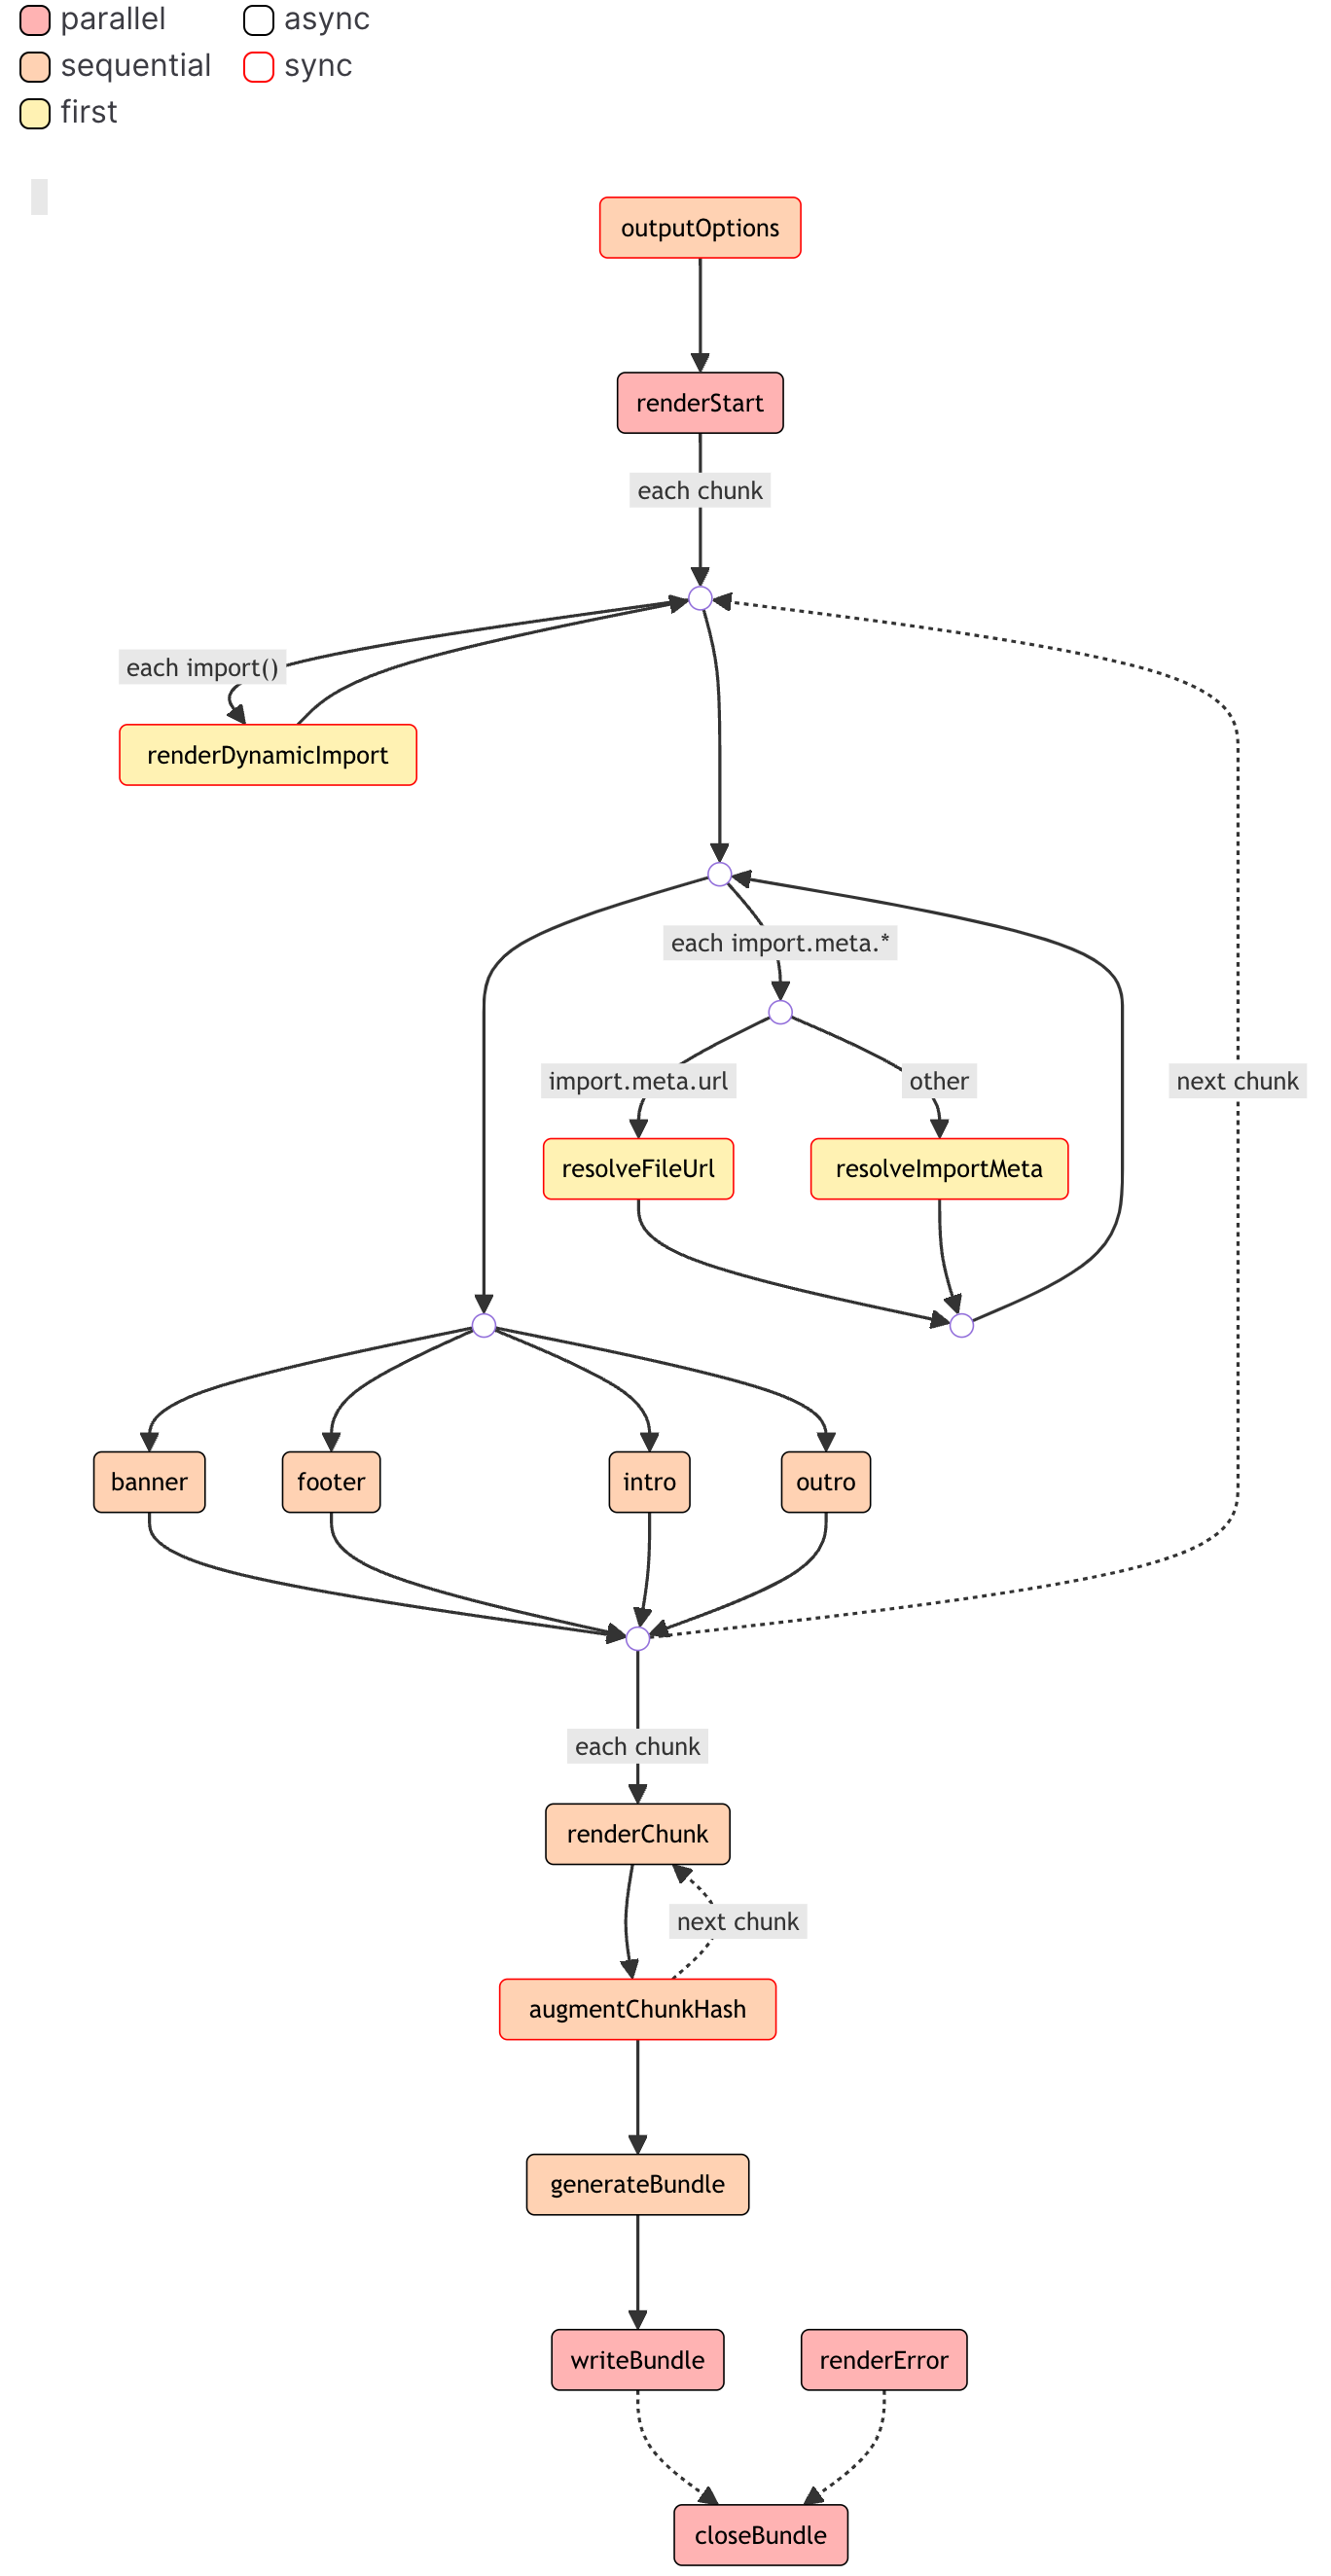 parallel
async
sequential
sync
first
outputOptions
renderStart
each chunk
each import()
renderDynamicImport
each import.meta.*
import.meta.url
other
next chunk
resolveFileUrl
resolveImportMeta
banner
footer
intro
outro
each chunk
renderChunk
next chunk
augmentChunkHash
generateBundle
writeBundle
renderError
closeBundle